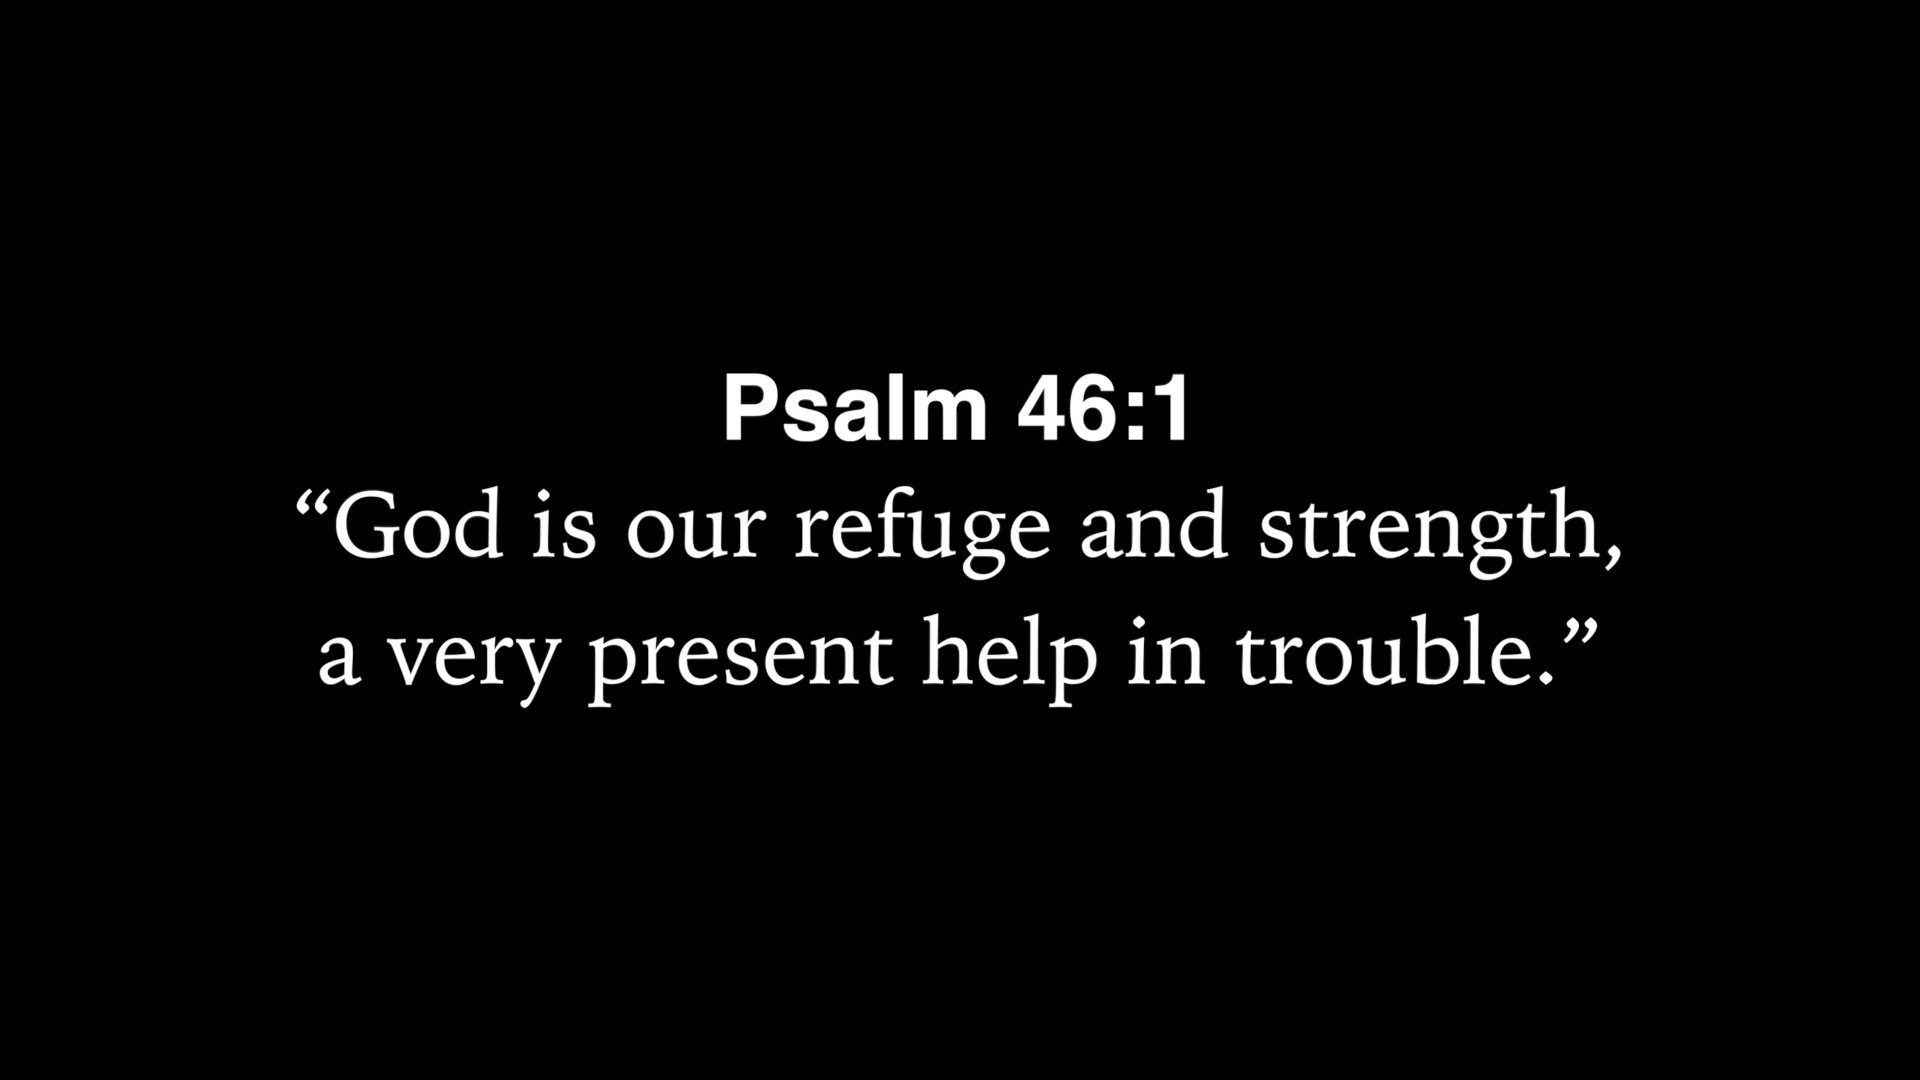 Psalm 46:1
“God is our refuge and strength,
a very present help in trouble.”